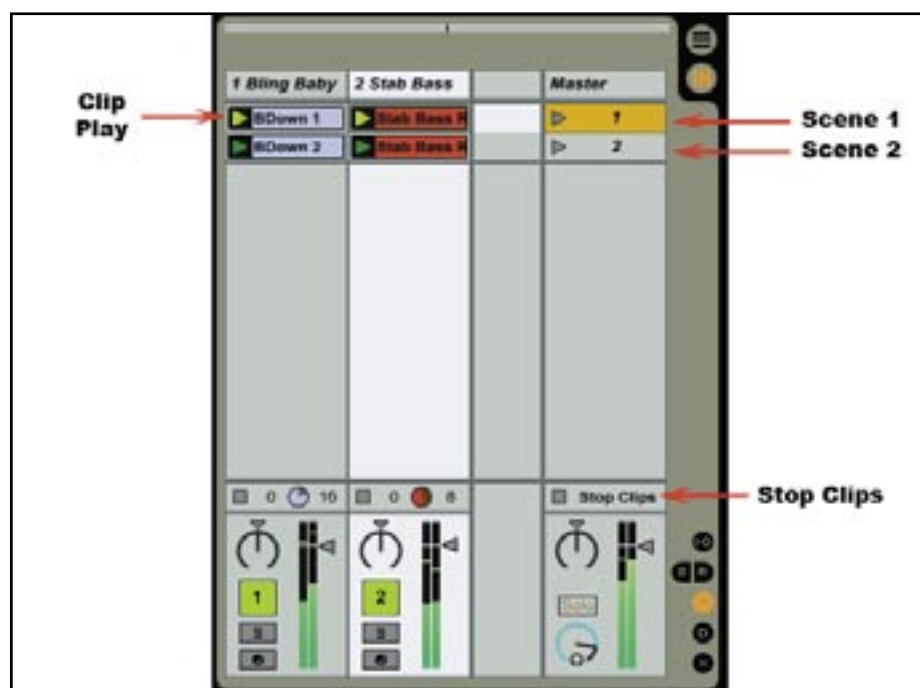 1 Bling Baby
2 Stab Bass
Master
Clip
Play
BDown 1
Stab Bass R
1
Scene 1
BDown 2
Stab Bass R
2
Scene 2
0
16
0
8
Stop Clips
Stop Clips
1
2
S
S
Solo